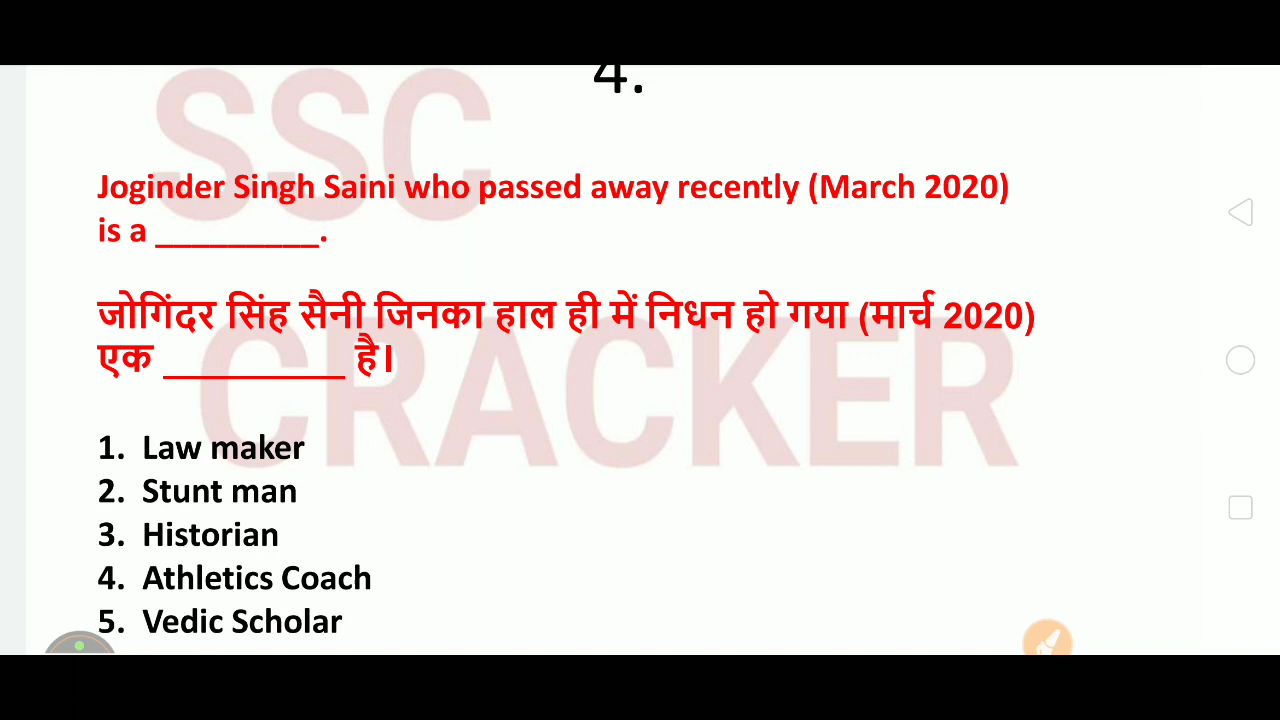 4.
SSC
Joginder Singh Saini who passed away recently (March 2020)
is a _________.
जोगिंदर सिंह सैनी जिनका हाल ही में निधन हो गया (मार्च 2020)
एक _________ है।
CRACKER
1. Law maker
2. Stunt man
3. Historian
4. Athletics Coach
5. Vedic Scholar